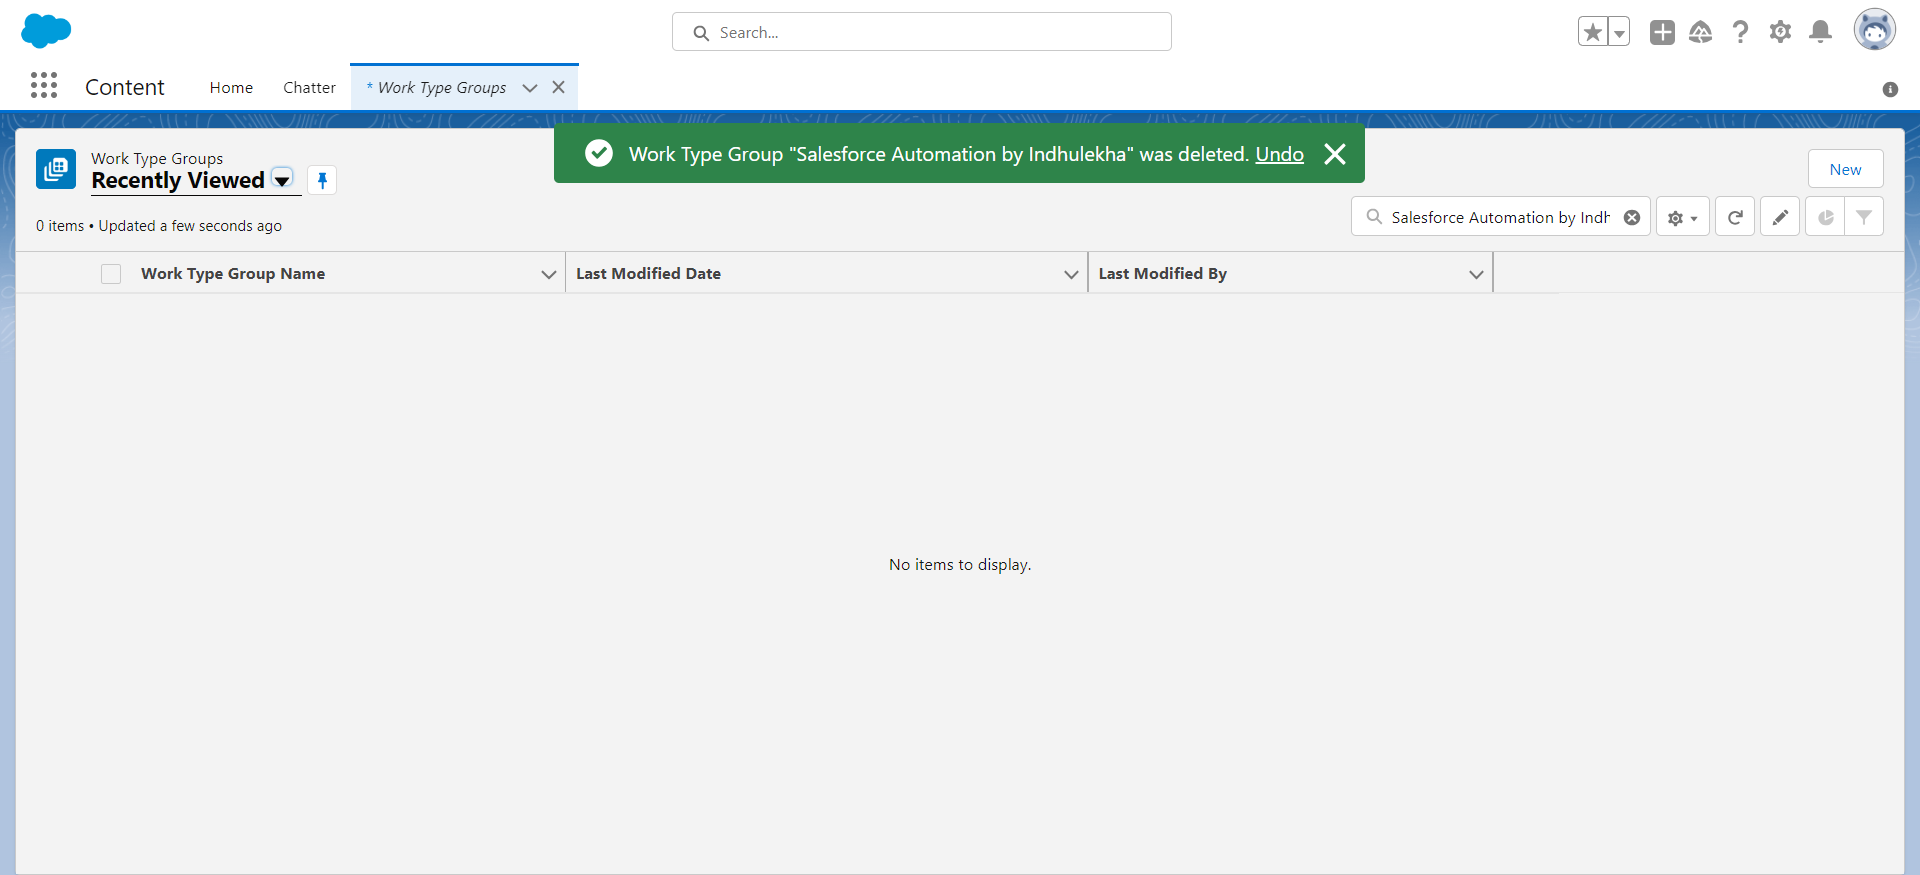 Search...
Content
Home
Chatter
* Work Type Groups
Work Type Group "Salesforce Automation by Indhulekha" was deleted. Undo
Work Type Groups
Recently Viewed
New
0 items • Updated a few seconds ago
Salesforce Automation by Indh
Work Type Group Name
Last Modified Date
Last Modified By
No items to display.